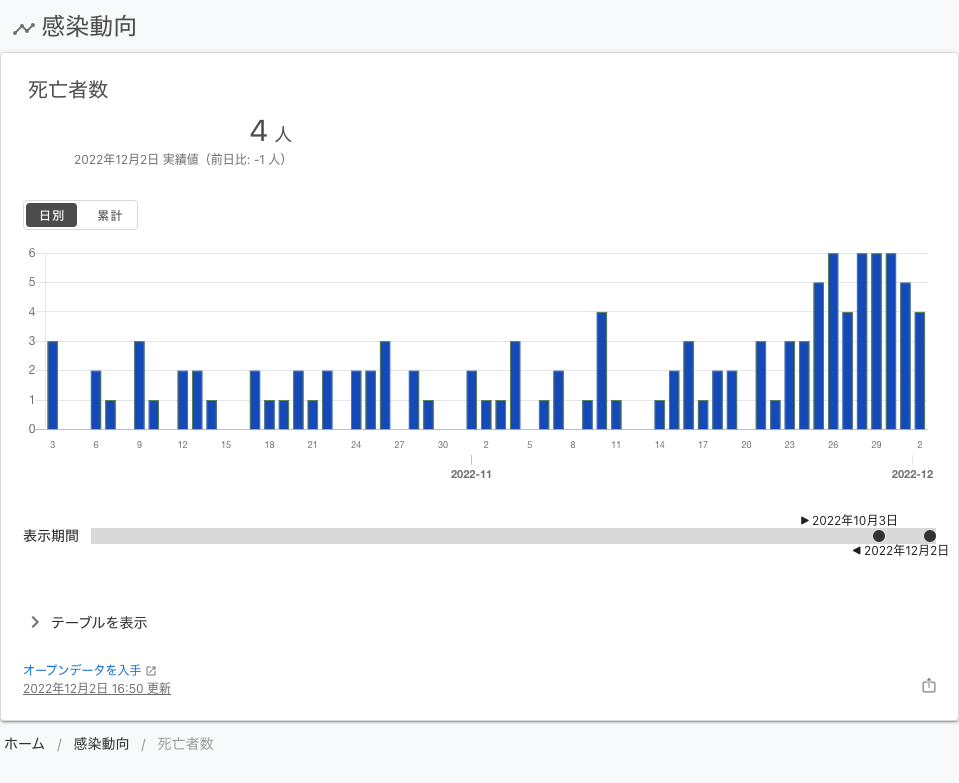 感染動向
死亡者数
4 人
2022年12月2日 実績値（前日比: -1 人）
日別 累計
6
5
4
3
2
1
0
3 6 9 12 15 18 21 24 27 30 2 5 8 11 14 17 20 23 26 29 2
2022-11 2022-12
▶ 2022年10月3日
表示期間
◀ 2022年12月2日
テーブルを表示
オープンデータを入手
2022年12月2日 16:50 更新
ホーム / 感染動向 / 死亡者数